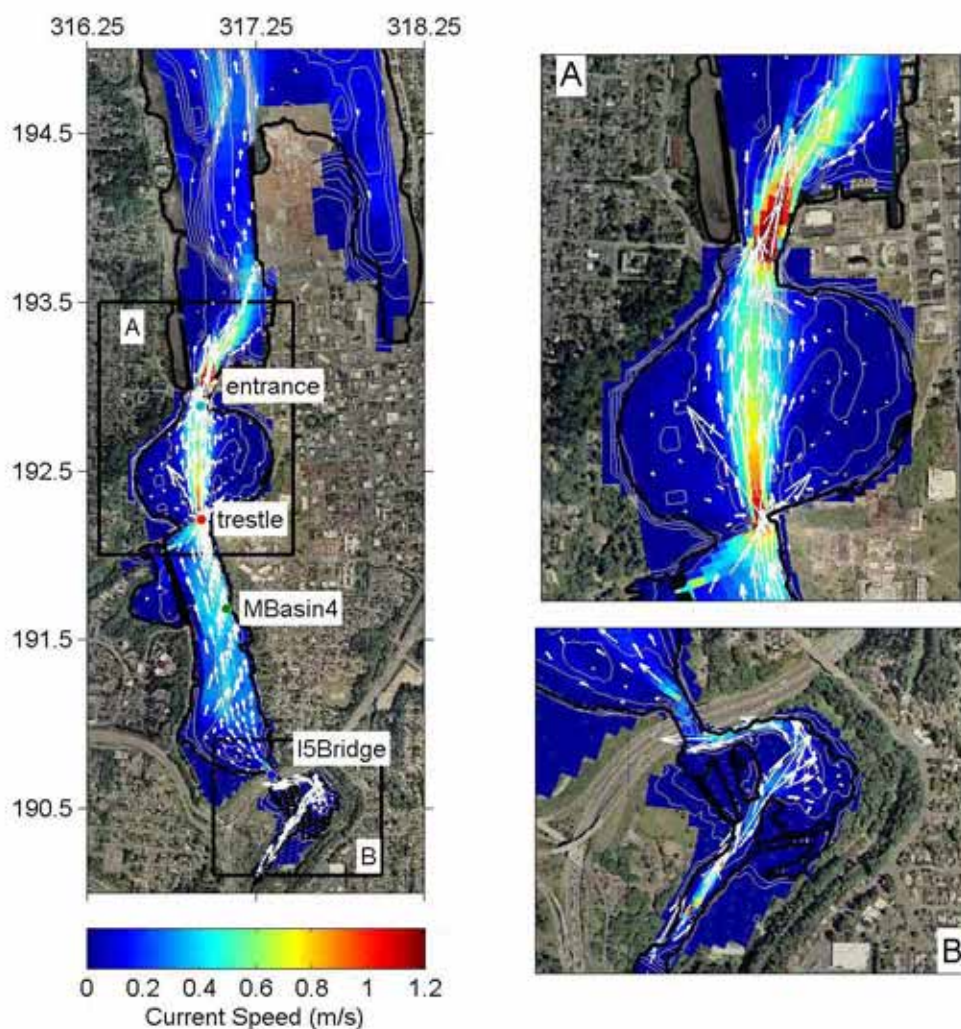 316.25 317.25 318.25
194.5
193.5
192.5
191.5
190.5
A
entrance
trestle
MBasin4
I5Bridge
B
0 0.2 0.4 0.6 0.8 1 1.2
Current Speed (m/s)
A
B